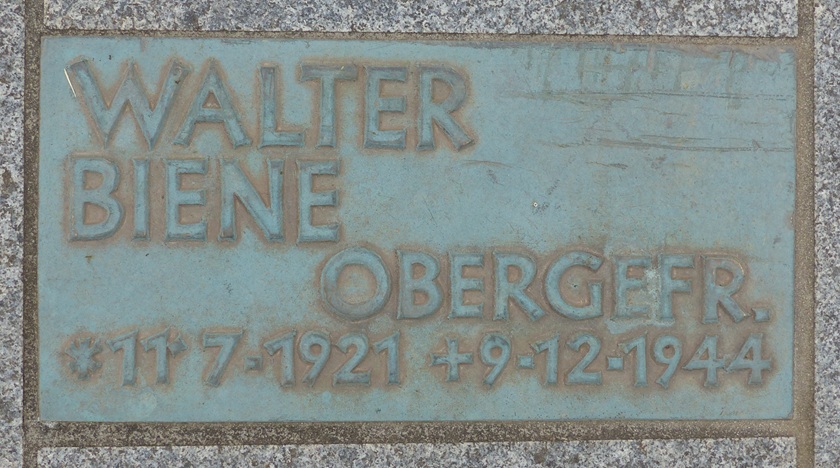 WALTER
BIENE
OBERGEFR.
*11·7·1921 +9·12·1944